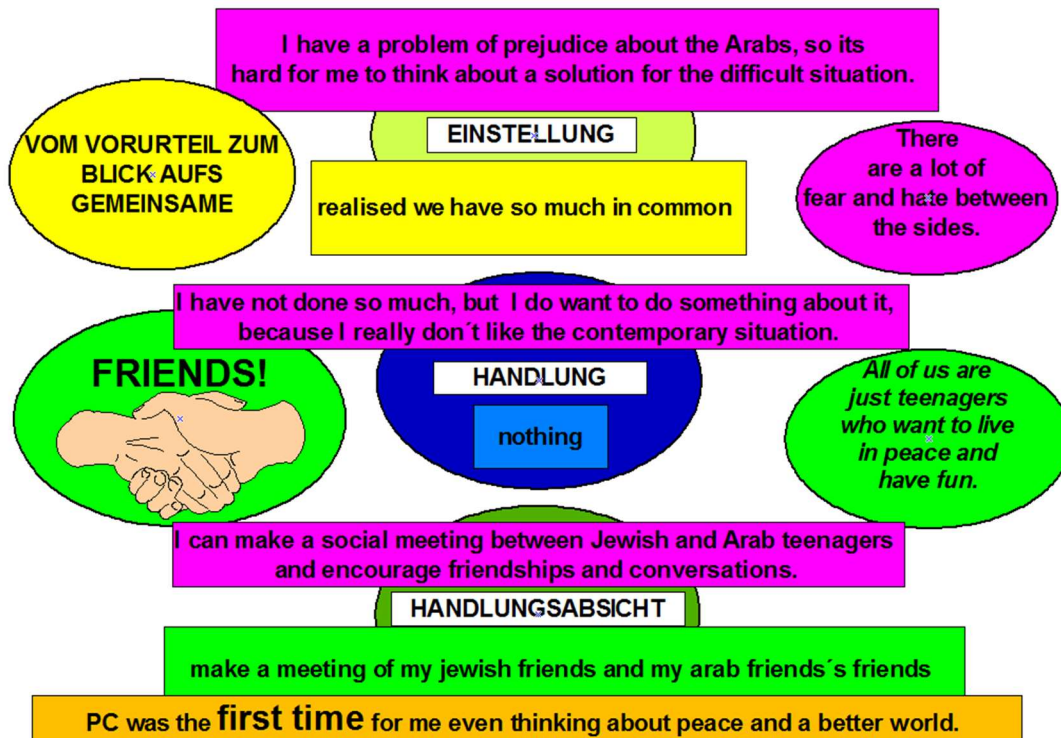 I have a problem of prejudice about the Arabs, so its
hard for me to think about a solution for the difficult situation.
VOM VORURTEIL ZUM
BLICK AUFS
GEMEINSAME
EINSTELLUNG
realised we have so much in common
There
are a lot of
fear and hate between
the sides.
I have not done so much, but I do want to do something about it,
because I really don´t like the contemporary situation.
FRIENDS!
HANDLUNG
nothing
All of us are
just teenagers
who want to live
in peace and
have fun.
I can make a social meeting between Jewish and Arab teenagers
and encourage friendships and conversations.
HANDLUNGSABSICHT
make a meeting of my jewish friends and my arab friends´s friends
PC was the first time for me even thinking about peace and a better world.